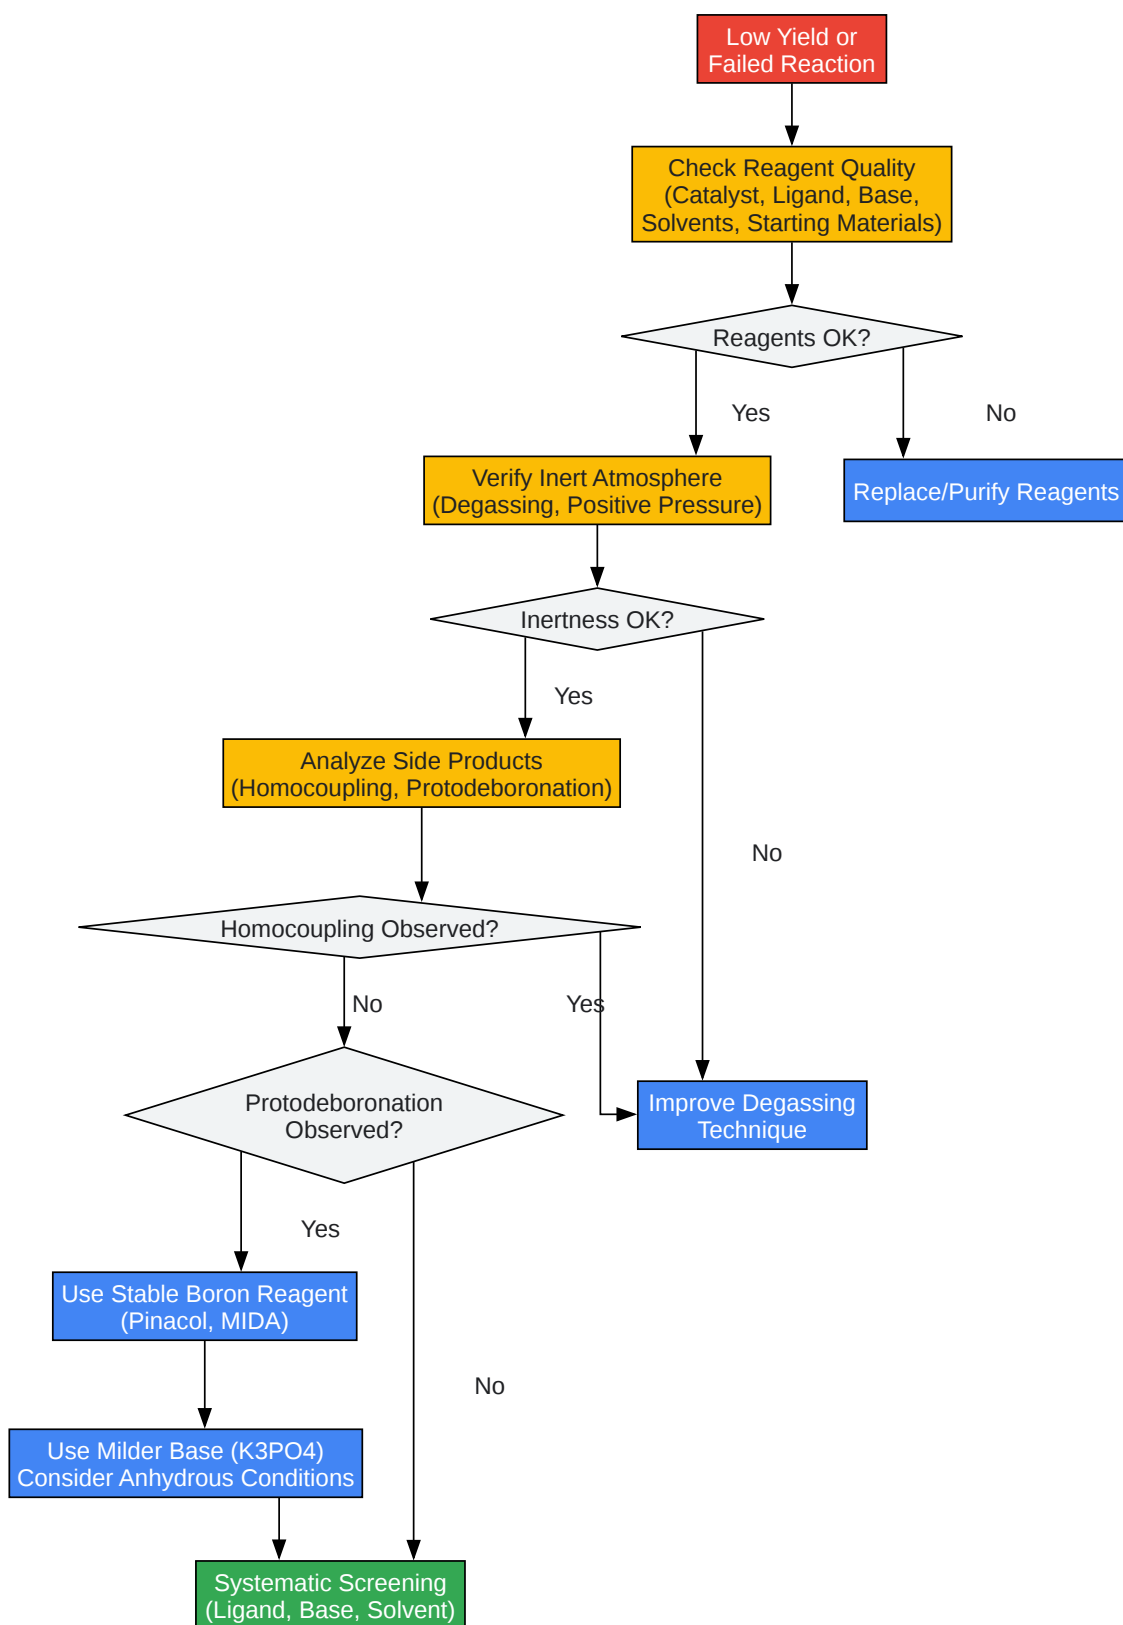 Low Yield or
Failed Reaction
Check Reagent Quality
(Catalyst, Ligand, Base,
Solvents, Starting Materials)
Reagents OK?
Yes
No
Verify Inert Atmosphere
(Degassing, Positive Pressure)
Replace/Purify Reagents
Inertness OK?
Yes
Analyze Side Products
(Homocoupling, Protodeboronation)
No
Homocoupling Observed?
No
Yes
Protodeboronation
Observed?
Improve Degassing
Technique
Yes
Use Stable Boron Reagent
(Pinacol, MIDA)
No
Use Milder Base (K3PO4)
Consider Anhydrous Conditions
Systematic Screening
(Ligand, Base, Solvent)